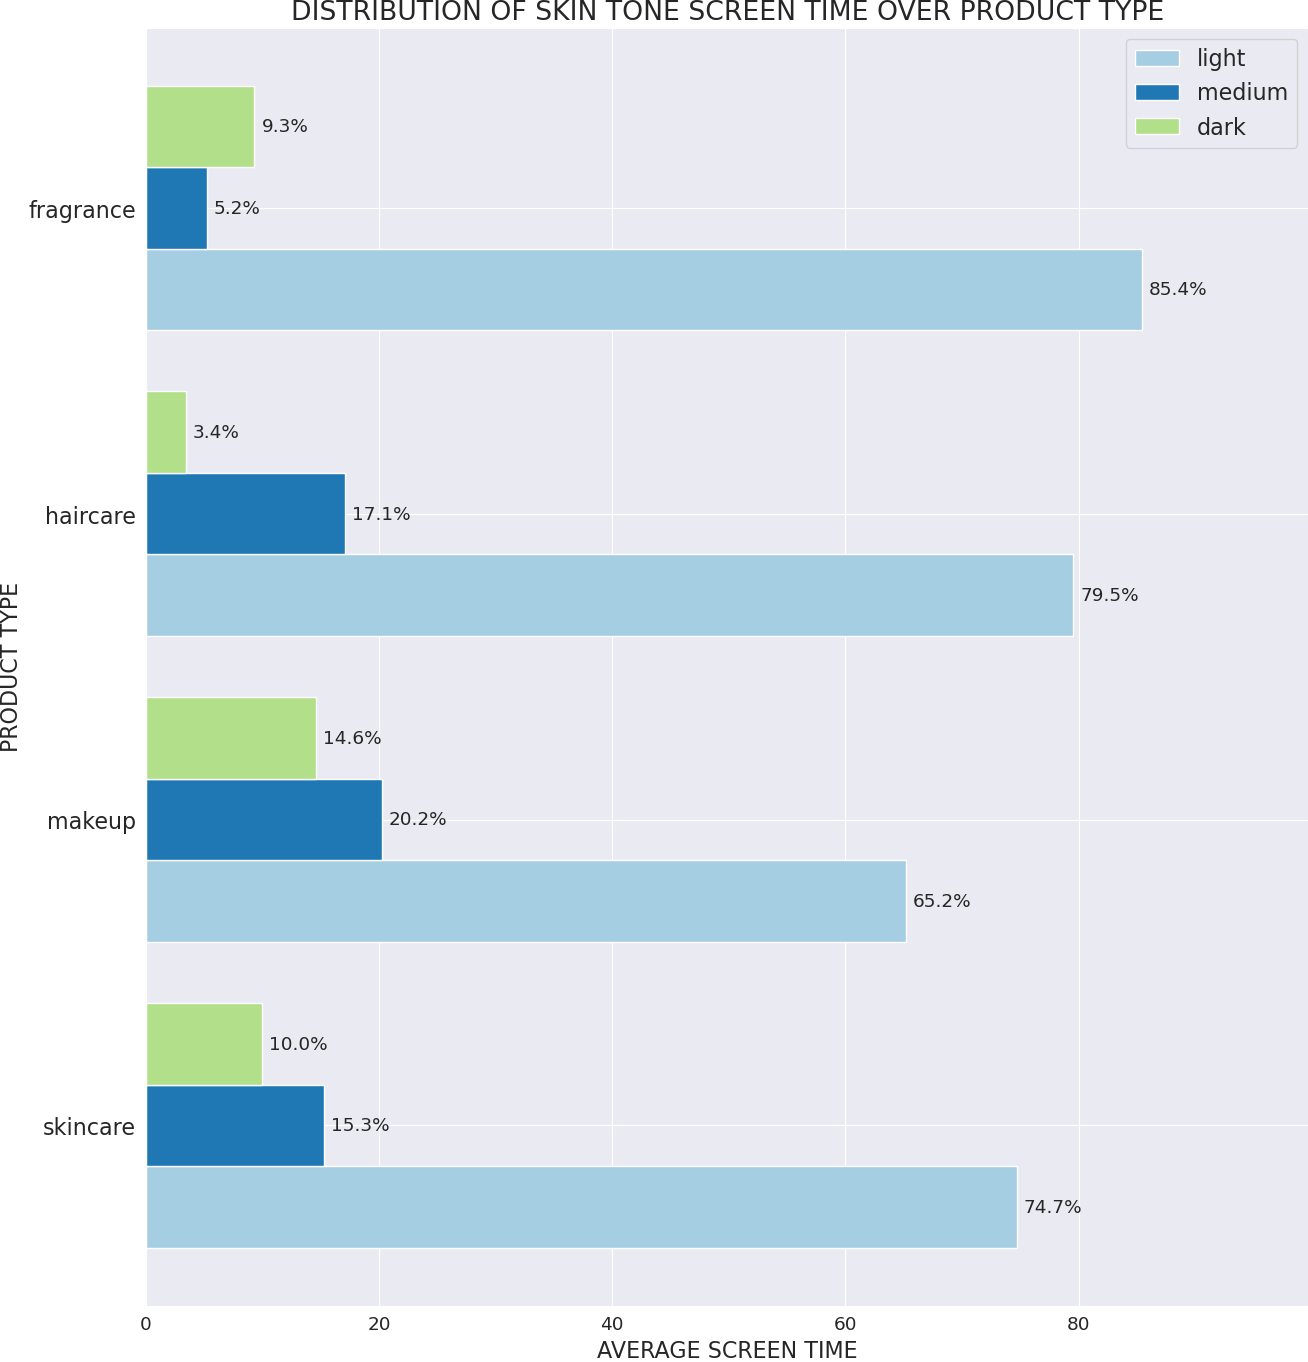 DISTRIBUTION OF SKIN TONE SCREEN TIME OVER PRODUCT TYPE
light
medium
dark
9.3%
fragrance
5.2%
85.4%
3.4%
haircare
17.1%
79.5%
PRODUCT TYPE
14.6%
makeup
20.2%
65.2%
10.0%
skincare
15.3%
74.7%
0 20 40 60 80
AVERAGE SCREEN TIME